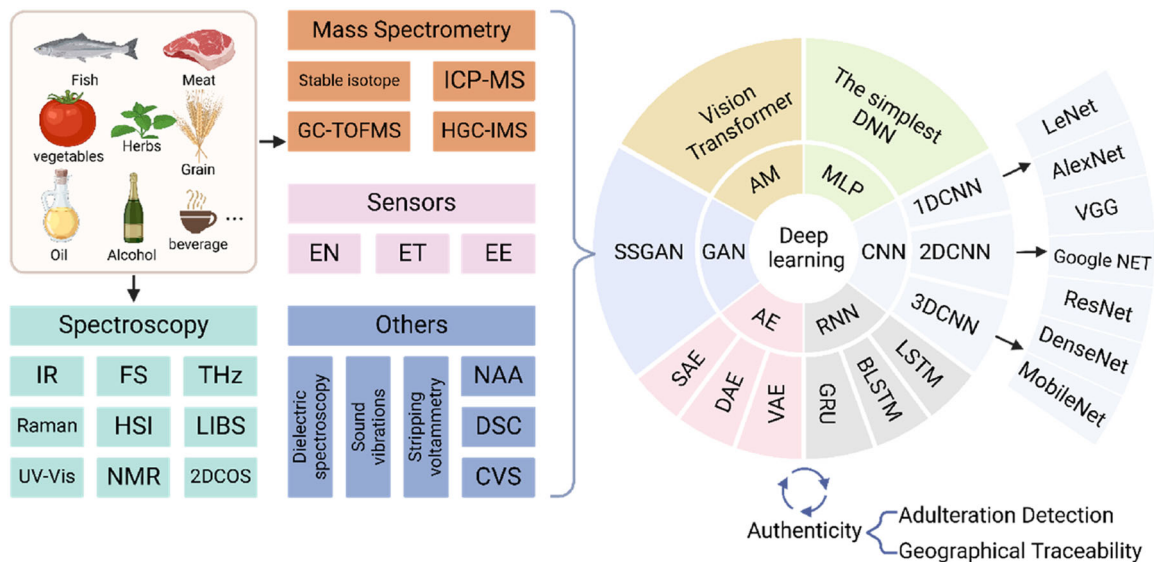 Fish
Meat
vegetables
Herbs
Grain
Oil
Alcohol
beverage
...
Mass Spectrometry
Stable isotope
ICP-MS
GC-TOFMS
HGC-IMS
Sensors
EN
ET
EE
Spectroscopy
IR
FS
THz
Raman
HSI
LIBS
UV-Vis
NMR
2DCOS
Others
Dielectric
spectroscopy
Sound
vibrations
Stripping
voltammetry
NAA
DSC
CVS
Deep
learning
AM
MLP
CNN
RNN
AE
GAN
Vision
Transformer
The simplest
DNN
1DCNN
2DCNN
3DCNN
LSTM
BLSTM
GRU
VAE
DAE
SAE
SSGAN
LeNet
AlexNet
VGG
Google NET
ResNet
DenseNet
MobileNet
Authenticity
Adulteration Detection
Geographical Traceability